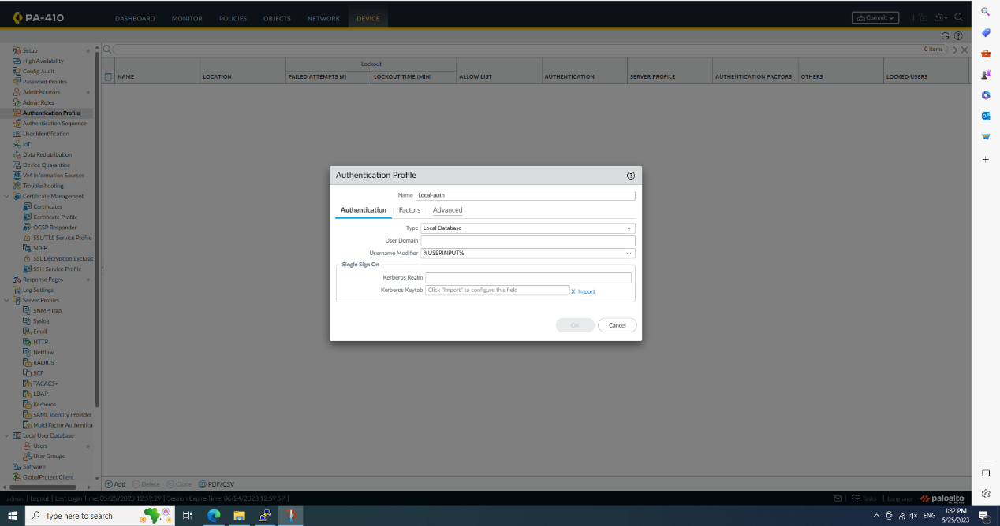 PA-410
DASHBOARD
MONITOR
POLICIES
OBJECTS
NETWORK
DEVICE
Commit
0 items
Setup
High Availability
Config Audit
Password Profiles
Administrators
Admin Roles
Authentication Profile
Authentication Sequence
User Identification
IoT
Data Redistribution
Device Quarantine
VM Information Sources
Troubleshooting
Certificate Management
Certificates
Certificate Profile
OCSP Responder
SSL/TLS Service Profile
SCEP
SSL Decryption Exclusio
SSH Service Profile
Response Pages
Log Settings
Server Profiles
SNMP Trap
Syslog
Email
HTTP
Netflow
RADIUS
SCP
TACACS+
LDAP
Kerberos
SAML Identity Provider
Multi Factor Authentica
Local User Database
Users
User Groups
Software
GlobalProtect Client
Lockout
NAME
LOCATION
FAILED ATTEMPTS (#)
LOCKOUT TIME (MIN)
ALLOW LIST
AUTHENTICATION
SERVER PROFILE
AUTHENTICATION FACTORS
OTHERS
LOCKED USERS
Authentication Profile
Name Local-auth
Authentication
Factors
Advanced
Type Local Database
User Domain
Username Modifier %USERINPUT%
Single Sign On
Kerberos Realm
Kerberos Keytab Click "Import" to configure this field X Import
OK
Cancel
Add
Delete
Clone
PDF/CSV
admin | Logout | Last Login Time: 05/25/2023 12:59:29 | Session Expire Time: 06/24/2023 12:59:57 |
Tasks | Language
paloalto
Type here to search
ENG
1:32 PM
5/25/2023
1